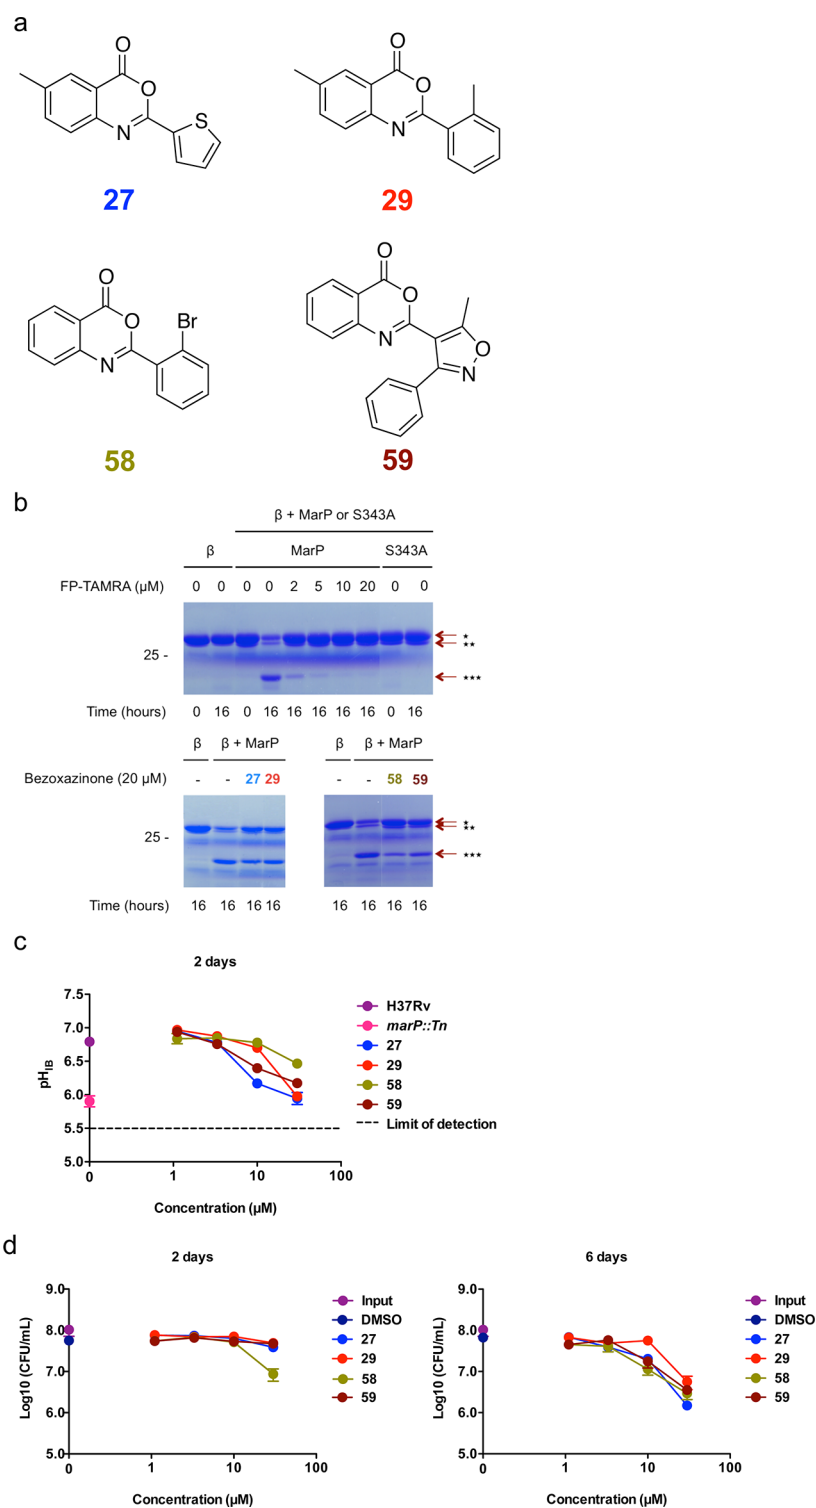 a
O
O
N
S
27
O
O
N
29
O
O
N
Br
58
O
O
N
O
N
59
b
β + MarP or S343A
β MarP S343A
FP-TAMRA (µM) 0 0 0 0 2 5 10 20 0 0
★
★★
25 -
★★★
Time (hours) 0 16 0 16 16 16 16 16 0 16
β β + MarP β β + MarP
Bezoxazinone (20 µM) - - 27 29 - - 58 59
★
★★
25 -
★★★
Time (hours) 16 16 16 16 16 16 16 16
c
2 days
7.5
7.0
6.5
6.0
5.5
5.0
pHIB
0 1 10 100
Concentration (µM)
H37Rv
marP::Tn
27
29
58
59
Limit of detection
d
2 days
9.0
8.0
7.0
6.0
5.0
Log10 (CFU/mL)
0 1 10 100
Concentration (µM)
Input
DMSO
27
29
58
59
6 days
9.0
8.0
7.0
6.0
5.0
Log10 (CFU/mL)
0 1 10 100
Concentration (µM)
Input
DMSO
27
29
58
59